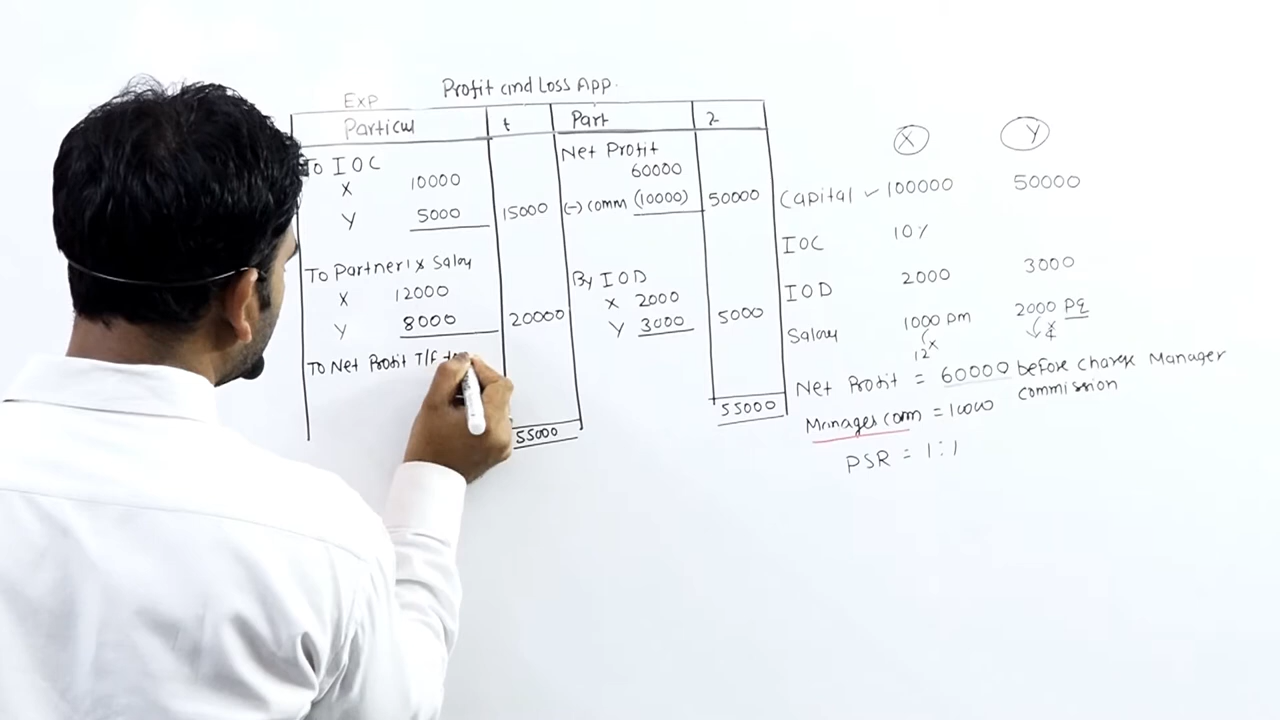 Profit and Loss App.
Exp
Particul ₹ Part ₹
To IOC
X 10000
Y 5000 15000
To Partner's Salary
X 12000
Y 8000 20000
To Net Profit T/F
55000
Net Profit
60000
(-) comm (10000) 50000
By IOD
X 2000
Y 3000 5000
55000
X Y
Capital ✓ 100000 50000
IOC 10%
IOD 2000 3000
Salary 1000 pm 2000 PQ
12 x x 4
Net Profit = 60000 before charge Manager
commission
Manages com = 10000
PSR = 1:1